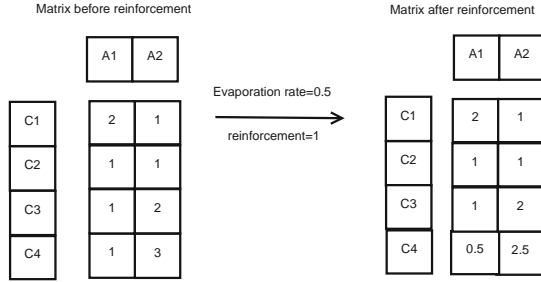 Matrix before reinforcement
Matrix after reinforcement
A1 A2
A1 A2
Evaporation rate=0.5
reinforcement=1
C1 2 1
C1 2 1
C2 1 1
C2 1 1
C3 1 2
C3 1 2
C4 1 3
C4 0.5 2.5